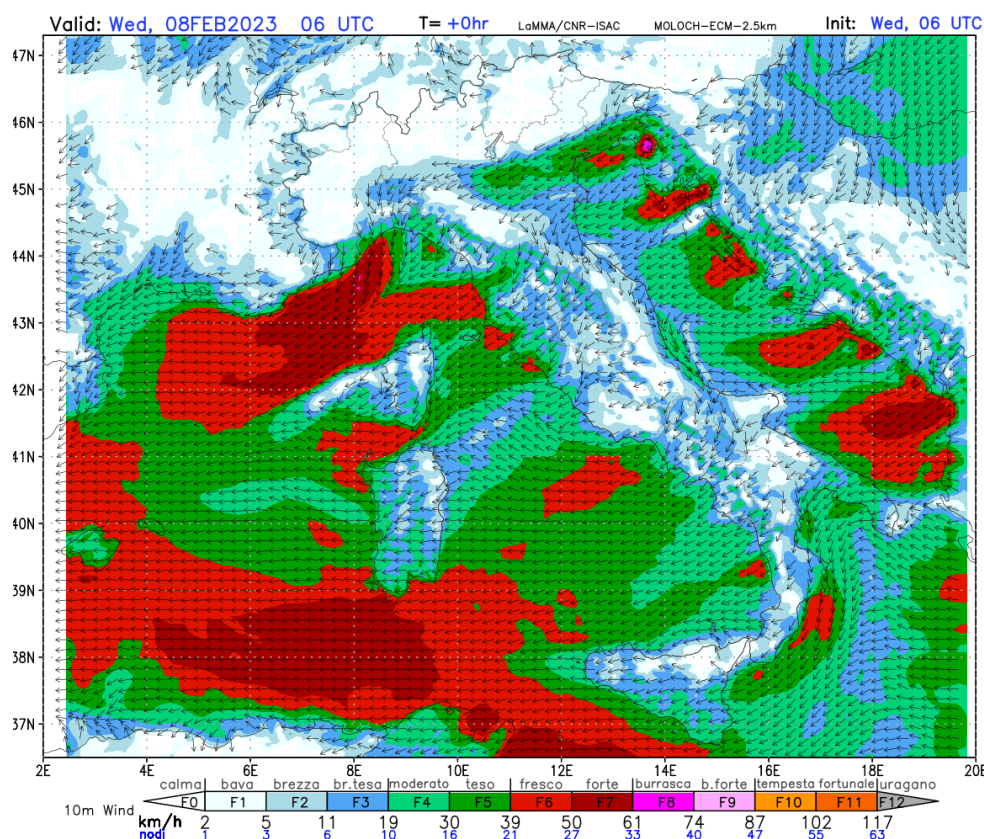 Valid: Wed, 08FEB2023 06 UTC T= +0hr LaMMA/CNR-ISAC MOLOCH-ECM-2.5km Init: Wed, 06 UTC
47N
46N
45N
44N
43N
42N
41N
40N
39N
38N
37N
2E 4E 6E 8E 10E 12E 14E 16E 18E 20E
calma bava brezza br.tesa moderato teso fresco forte burrasca b.forte tempesta fortunale uragano
10m Wind F0 F1 F2 F3 F4 F5 F6 F7 F8 F9 F10 F11 F12
km/h 2 5 11 19 30 39 50 61 74 87 102 117
nodi 1 3 6 10 16 21 27 33 40 47 55 63